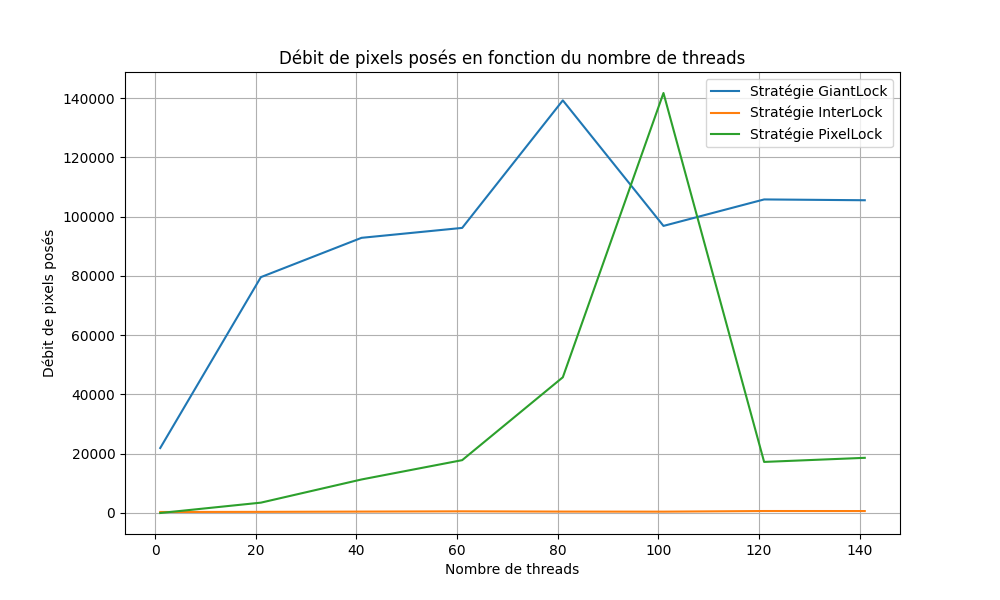 Débit de pixels posés en fonction du nombre de threads
Stratégie GiantLock
Stratégie InterLock
Stratégie PixelLock
Débit de pixels posés
140000
120000
100000
80000
60000
40000
20000
0
0 20 40 60 80 100 120 140
Nombre de threads